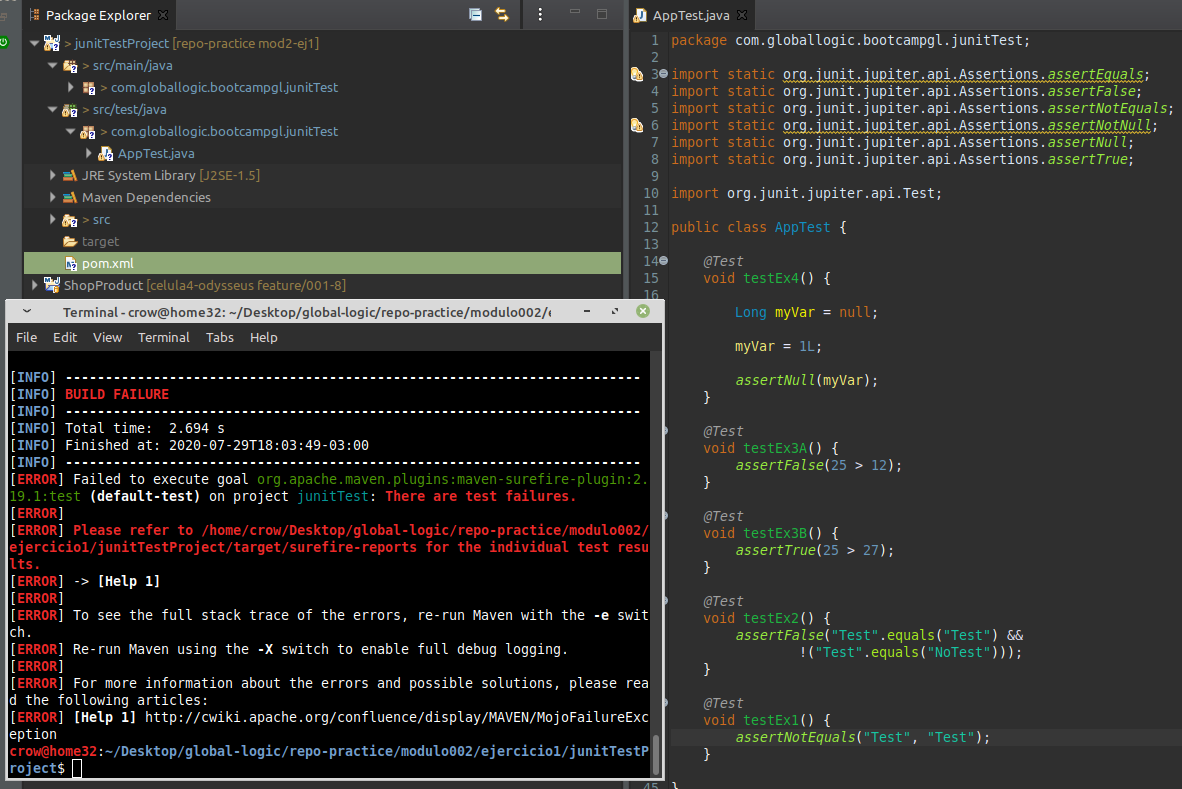 Package Explorer
> junitTestProject [repo-practice mod2-ej1]
> src/main/java
> com.globallogic.bootcampgl.junitTest
> src/test/java
> com.globallogic.bootcampgl.junitTest
AppTest.java
JRE System Library [J2SE-1.5]
Maven Dependencies
> src
target
pom.xml
ShopProduct [celula4-odysseus feature/001-8]
Terminal - crow@home32: ~/Desktop/global-logic/repo-practice/modulo002/e
File Edit View Terminal Tabs Help
[INFO] ------------------------------------------------------------------------
[INFO] BUILD FAILURE
[INFO] ------------------------------------------------------------------------
[INFO] Total time:  2.694 s
[INFO] Finished at: 2020-07-29T18:03:49-03:00
[INFO] ------------------------------------------------------------------------
[ERROR] Failed to execute goal org.apache.maven.plugins:maven-surefire-plugin:2.
19.1:test (default-test) on project junitTest: There are test failures.
[ERROR]
[ERROR] Please refer to /home/crow/Desktop/global-logic/repo-practice/modulo002/
ejercicio1/junitTestProject/target/surefire-reports for the individual test resu
lts.
[ERROR] -> [Help 1]
[ERROR]
[ERROR] To see the full stack trace of the errors, re-run Maven with the -e swit
ch.
[ERROR] Re-run Maven using the -X switch to enable full debug logging.
[ERROR]
[ERROR] For more information about the errors and possible solutions, please rea
d the following articles:
[ERROR] [Help 1] http://cwiki.apache.org/confluence/display/MAVEN/MojoFailureExc
eption
crow@home32:~/Desktop/global-logic/repo-practice/modulo002/ejercicio1/junitTestP
roject$
AppTest.java
1 package com.globallogic.bootcampgl.junitTest;
2
3 import static org.junit.jupiter.api.Assertions.assertEquals;
4 import static org.junit.jupiter.api.Assertions.assertFalse;
5 import static org.junit.jupiter.api.Assertions.assertNotEquals;
6 import static org.junit.jupiter.api.Assertions.assertNotNull;
7 import static org.junit.jupiter.api.Assertions.assertNull;
8 import static org.junit.jupiter.api.Assertions.assertTrue;
9
10 import org.junit.jupiter.api.Test;
11
12 public class AppTest {
13
14 @Test
15 void testEx4() {
16
Long myVar = null;
myVar = 1L;
assertNull(myVar);
}
@Test
void testEx3A() {
assertFalse(25 > 12);
}
@Test
void testEx3B() {
assertTrue(25 > 27);
}
@Test
void testEx2() {
assertFalse("Test".equals("Test") &&
!("Test".equals("NoTest")));
}
@Test
void testEx1() {
assertNotEquals("Test", "Test");
}
45 }